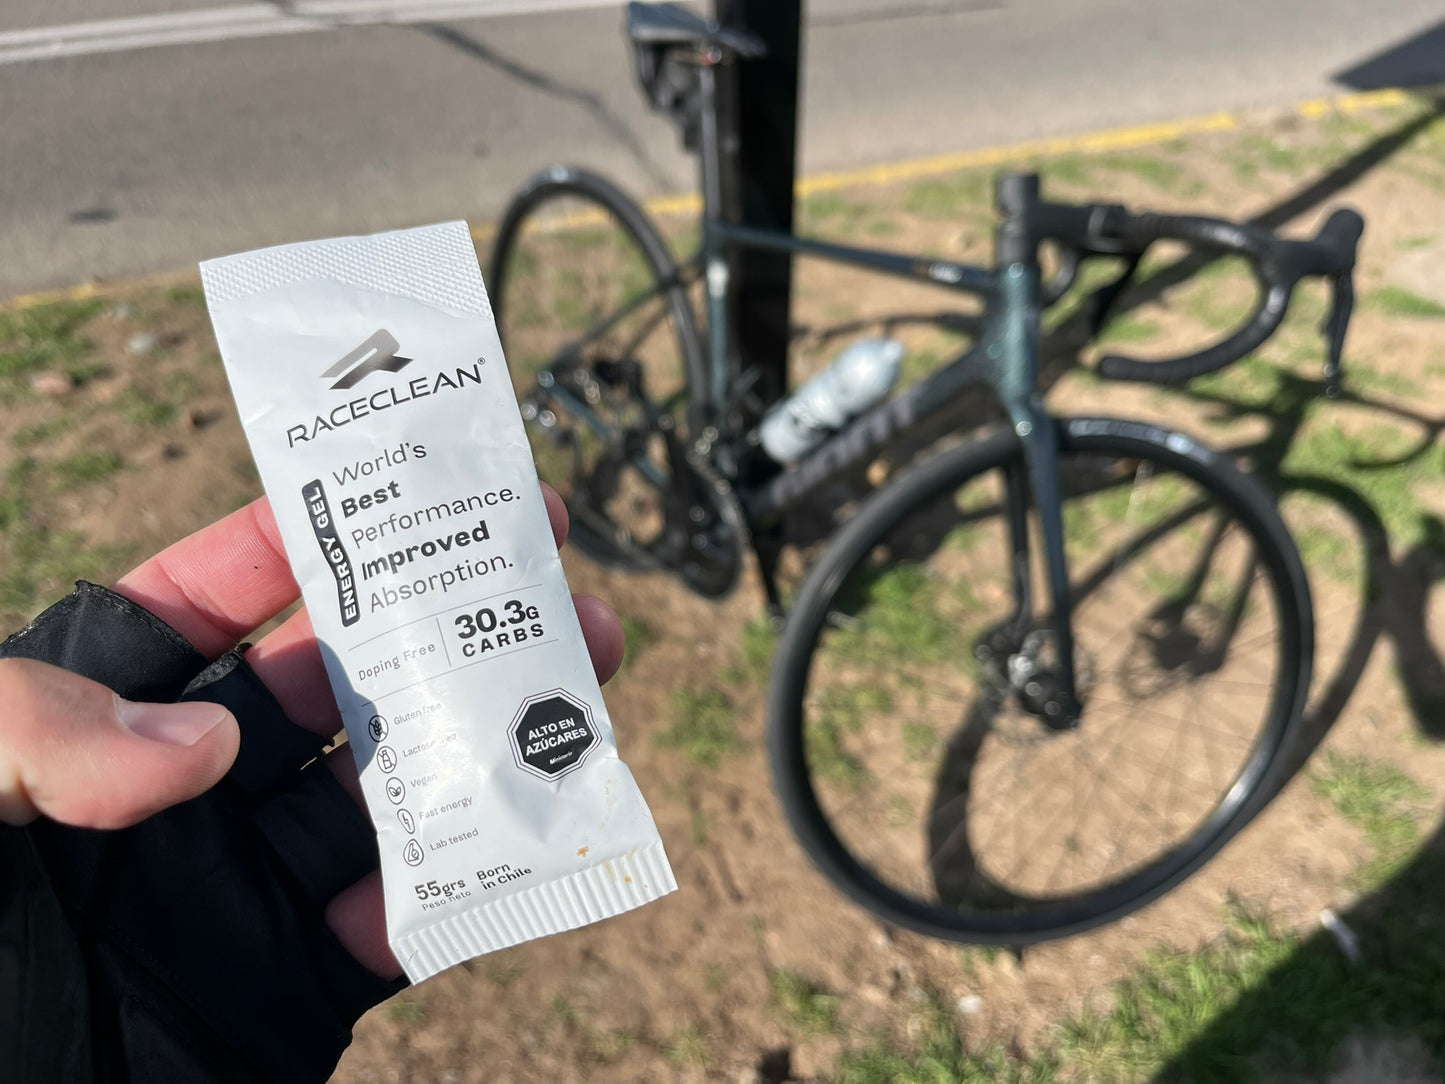 RACECLEAN®
ENERGY GEL
World's
Best
Performance.
Improved
Absorption.
Doping Free
30.3G
CARBS
Gluten free
Lactose
Vegan
Fast energy
Lab tested
ALTO EN
AZÚCARES
Ministerio
55grs
Peso neto
Born
in Chile